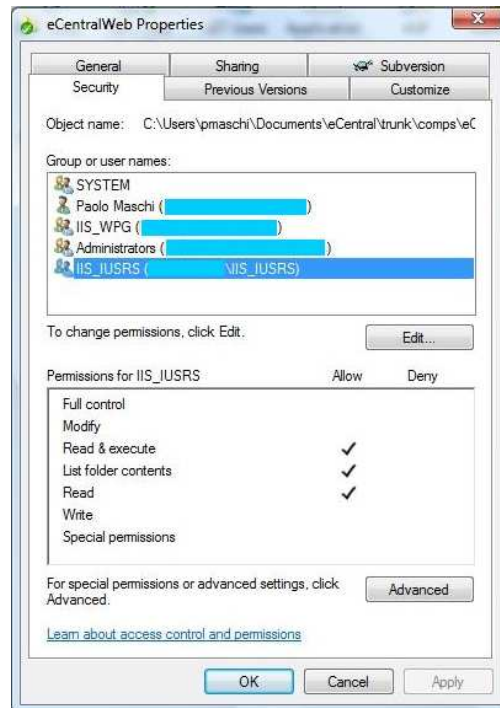 eCentralWeb Properties
General Sharing Subversion
Security Previous Versions Customize
Object name: C:\Users\pmaschi\Documents\eCentral\trunk\comps\eC
Group or user names:
SYSTEM
Paolo Maschi ( )
IIS_WPG ( )
Administrators ( )
IIS_IUSRS ( \IIS_IUSRS)
To change permissions, click Edit.
Edit...
Permissions for IIS_IUSRS Allow Deny
Full control
Modify
Read & execute
List folder contents
Read
Write
Special permissions
For special permissions or advanced settings, click
Advanced.
Advanced
Learn about access control and permissions
OK Cancel Apply